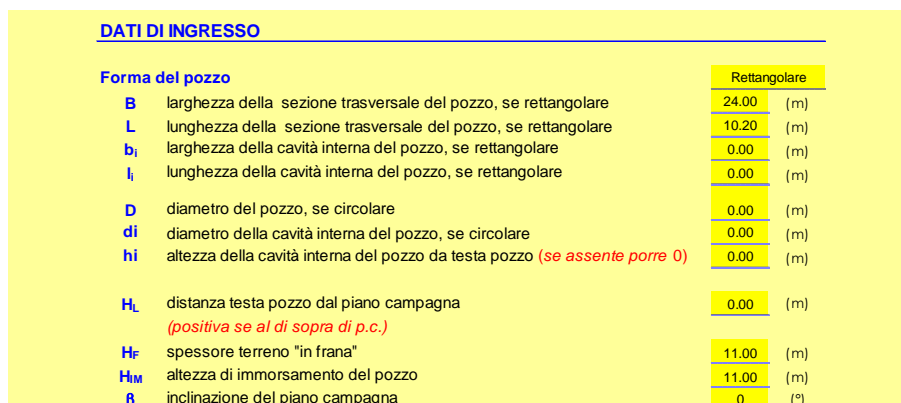 DATI DI INGRESSO
Forma del pozzo Rettangolare
B larghezza della sezione trasversale del pozzo, se rettangolare 24.00 (m)
L lunghezza della sezione trasversale del pozzo, se rettangolare 10.20 (m)
bi larghezza della cavità interna del pozzo, se rettangolare 0.00 (m)
li lunghezza della cavità interna del pozzo, se rettangolare 0.00 (m)
D diametro del pozzo, se circolare 0.00 (m)
di diametro della cavità interna del pozzo, se circolare 0.00 (m)
hi altezza della cavità interna del pozzo da testa pozzo (se assente porre 0) 0.00 (m)
HL distanza testa pozzo dal piano campagna 0.00 (m)
(positiva se al di sopra di p.c.)
HF spessore terreno "in frana" 11.00 (m)
HIM altezza di immorsamento del pozzo 11.00 (m)
β inclinazione del piano campagna 0 (°)